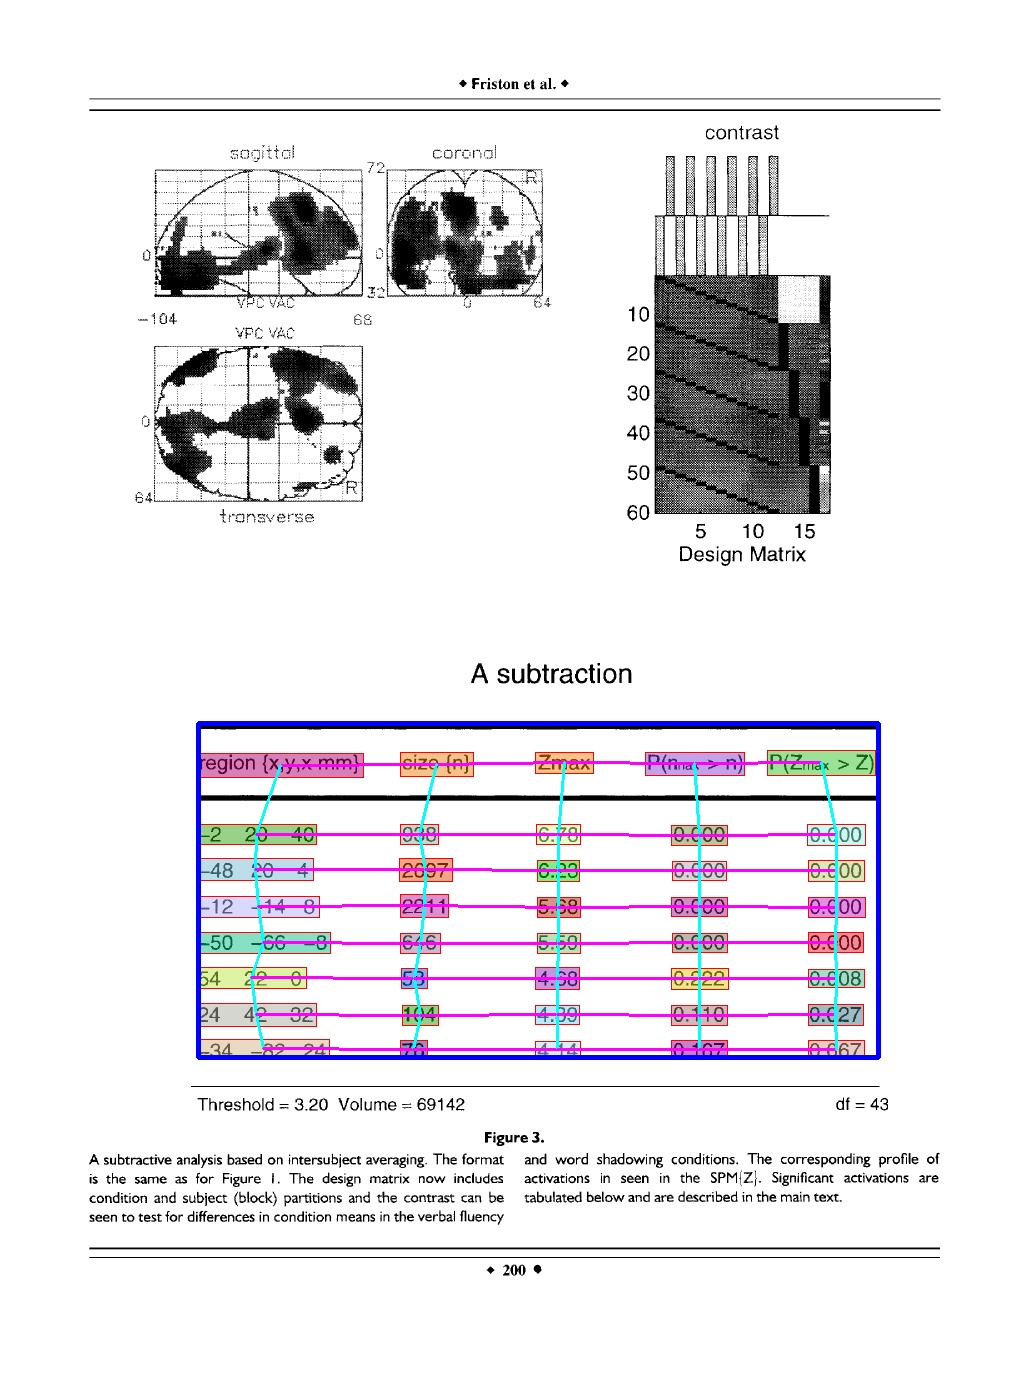 ◆ Friston et al. ◆
contrast
sagittal
coronal
72
R
0
0
32
VPC VAC
0
64
−104
68
VPC VAC
0
64
R
transverse
10
20
30
40
50
60
5 10 15
Design Matrix
A subtraction
region {x,y,x mm} size {n} Zmax P(nmax > n) P(Zmax > Z)
−2 20 40 938 6.78 0.000 0.000
−48 20 4 2697 6.23 0.000 0.000
−12 −14 8 2211 5.68 0.000 0.000
−50 −66 −8 646 5.59 0.000 0.000
54 22 0 53 4.68 0.222 0.008
24 42 32 104 4.39 0.110 0.027
−34 −82 24 76 4.14 0.167 0.067
Threshold = 3.20 Volume = 69142 df = 43
Figure 3.
A subtractive analysis based on intersubject averaging. The format
is the same as for Figure 1. The design matrix now includes
condition and subject (block) partitions and the contrast can be
seen to test for differences in condition means in the verbal fluency
and word shadowing conditions. The corresponding profile of
activations in seen in the SPM{Z}. Significant activations are
tabulated below and are described in the main text.
◆ 200 ●